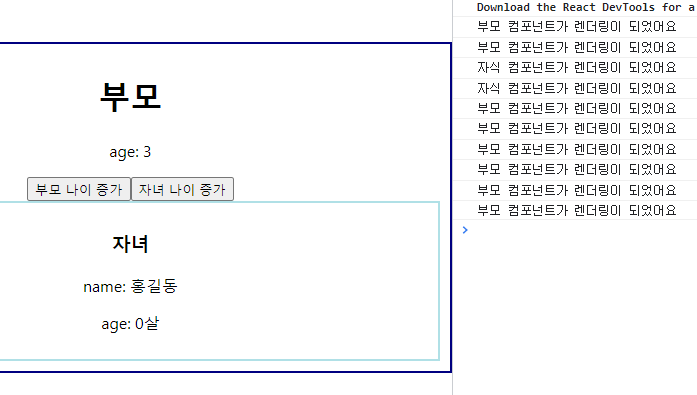 부모
age: 3
부모 나이 증가 자녀 나이 증가
자녀
name: 홍길동
age: 0살
Download the React DevTools for a
부모 컴포넌트가 렌더링이 되었어요
부모 컴포넌트가 렌더링이 되었어요
자식 컴포넌트가 렌더링이 되었어요
자식 컴포넌트가 렌더링이 되었어요
부모 컴포넌트가 렌더링이 되었어요
부모 컴포넌트가 렌더링이 되었어요
부모 컴포넌트가 렌더링이 되었어요
부모 컴포넌트가 렌더링이 되었어요
부모 컴포넌트가 렌더링이 되었어요
부모 컴포넌트가 렌더링이 되었어요